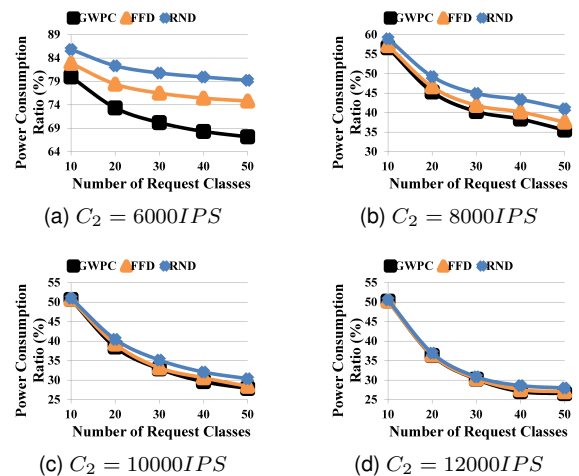 GWPC FFD RND
Power Consumption
Ratio (%)
89
84
79
74
69
64
10 20 30 40 50
Number of Request Classes
(a) C2 = 6000IPS
GWPC FFD RND
Power Consumption
Ratio (%)
60
55
50
45
40
35
30
10 20 30 40 50
Number of Request Classes
(b) C2 = 8000IPS
GWPC FFD RND
Power Consumption
Ratio (%)
55
50
45
40
35
30
25
10 20 30 40 50
Number of Request Classes
(c) C2 = 10000IPS
GWPC FFD RND
Power Consumption
Ratio (%)
55
50
45
40
35
30
25
10 20 30 40 50
Number of Request Classes
(d) C2 = 12000IPS